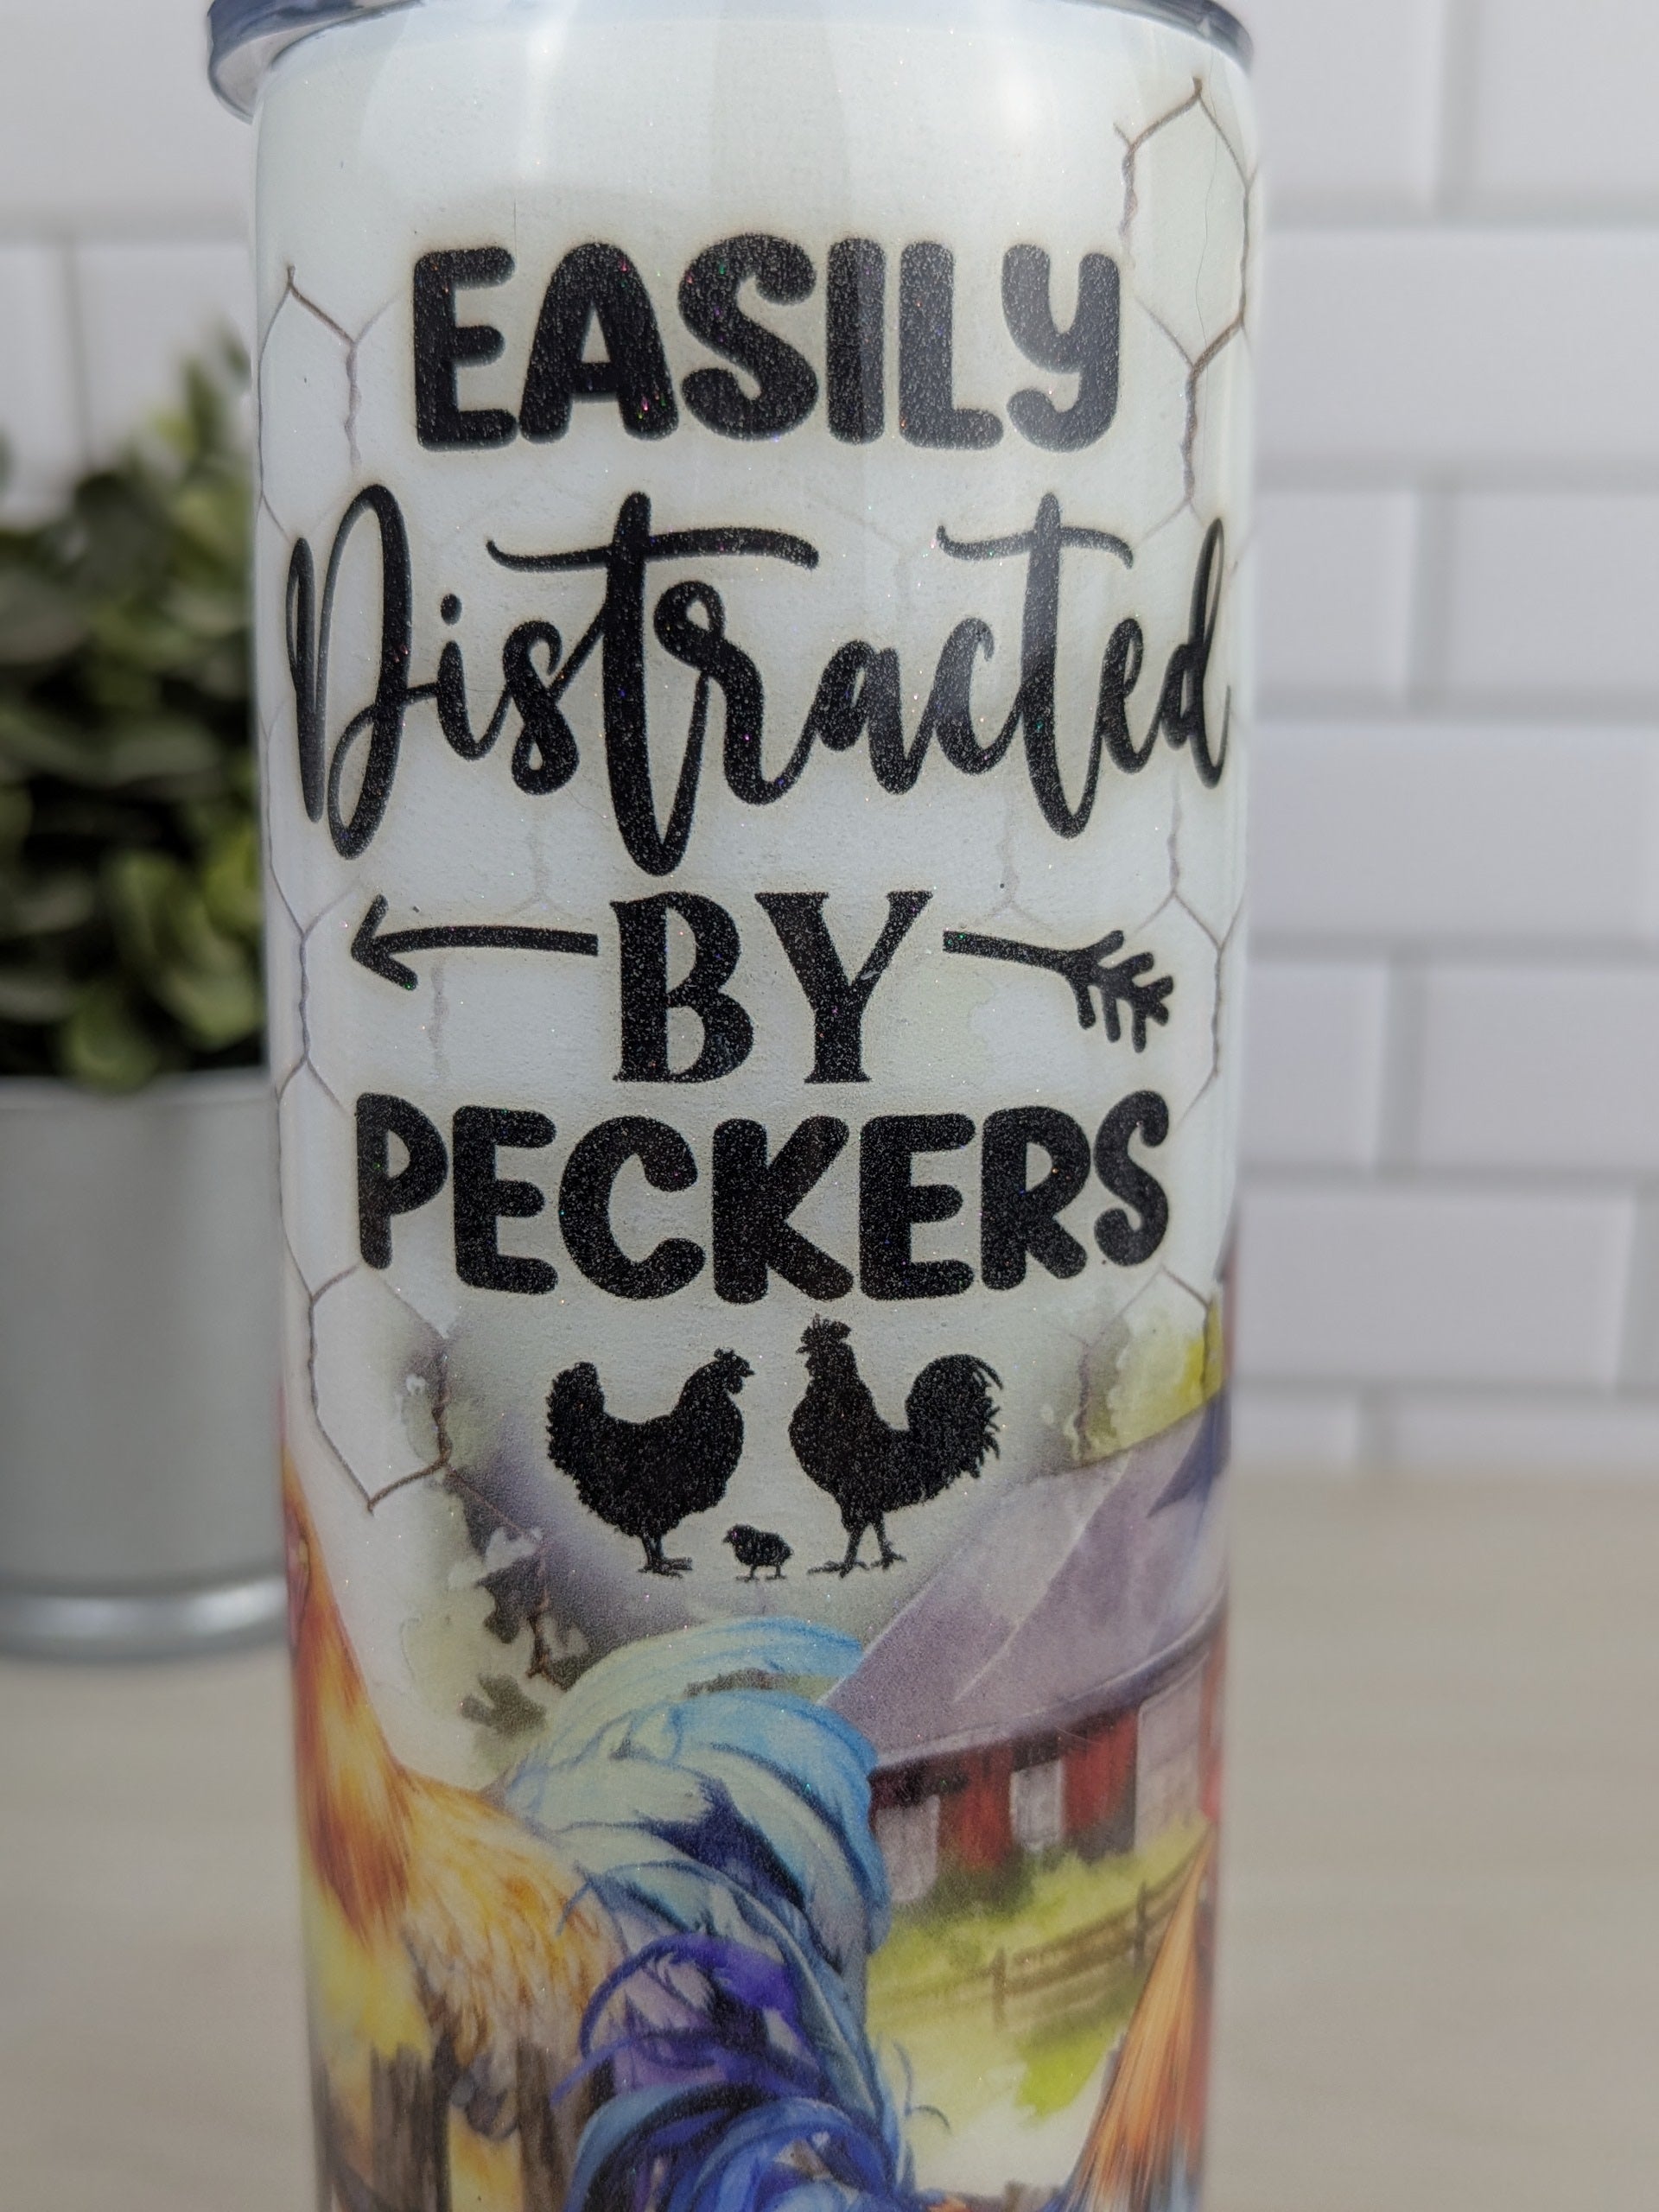 EASILY
Distracted
BY
PECKERS